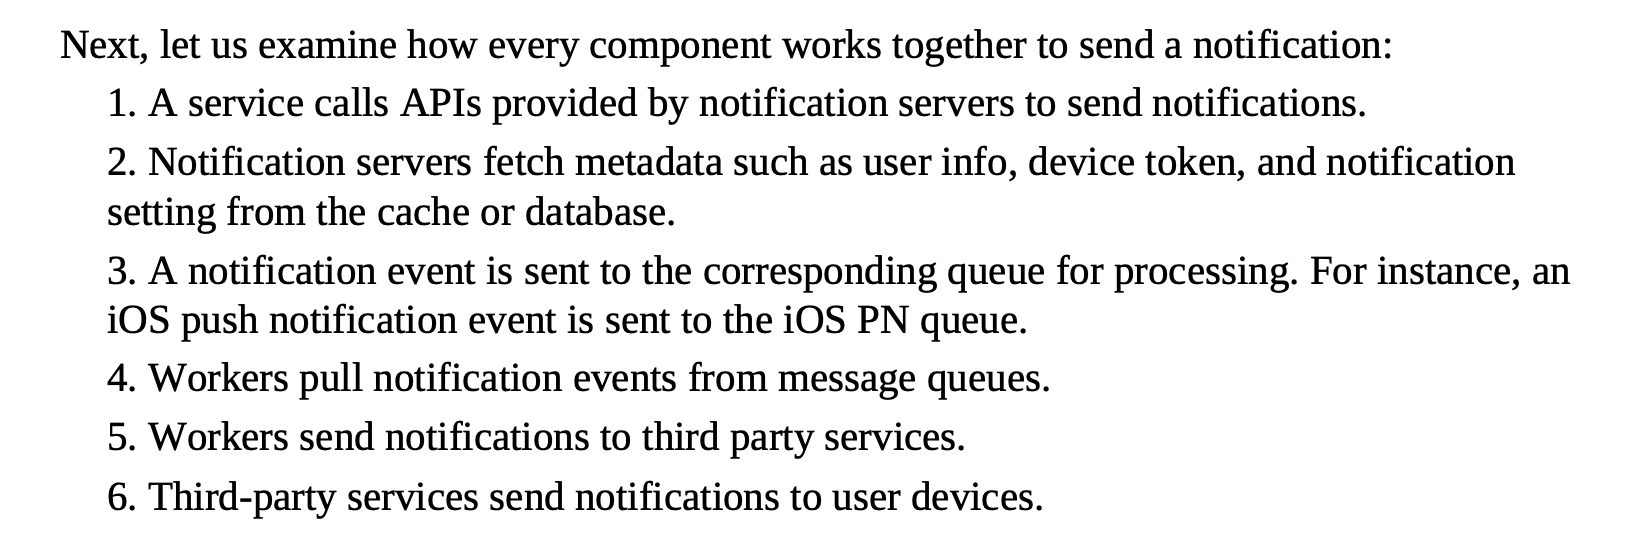 Next, let us examine how every component works together to send a notification:
1. A service calls APIs provided by notification servers to send notifications.
2. Notification servers fetch metadata such as user info, device token, and notification
setting from the cache or database.
3. A notification event is sent to the corresponding queue for processing. For instance, an
iOS push notification event is sent to the iOS PN queue.
4. Workers pull notification events from message queues.
5. Workers send notifications to third party services.
6. Third-party services send notifications to user devices.